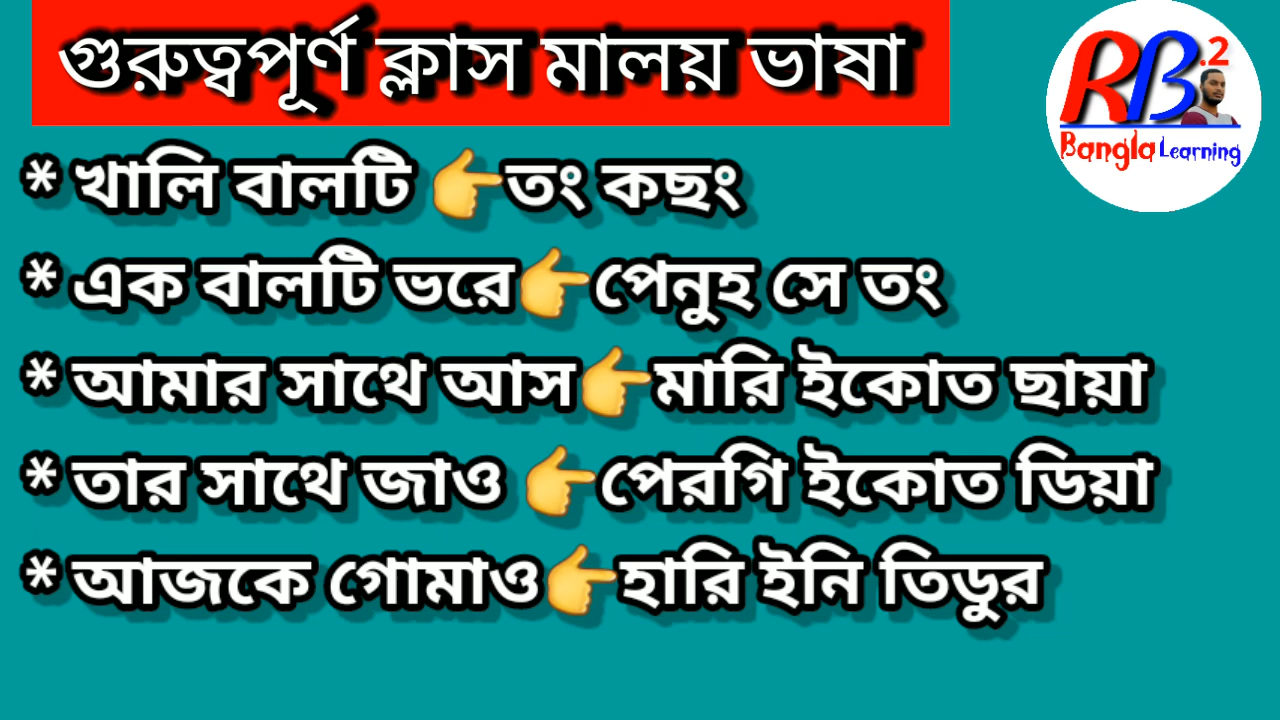 গুরুত্বপূর্ণ ক্লাস মালয় ভাষা
RB.2
Bangla Learning
* খালি বালটি 👉তং কছং
* এক বালটি ভরে👉পেনুহ সে তং
* আমার সাথে আস👉মারি ইকোত ছায়া
* তার সাথে জাও 👉পেরগি ইকোত ডিয়া
* আজকে গোমাও👉হারি ইনি তিডুর